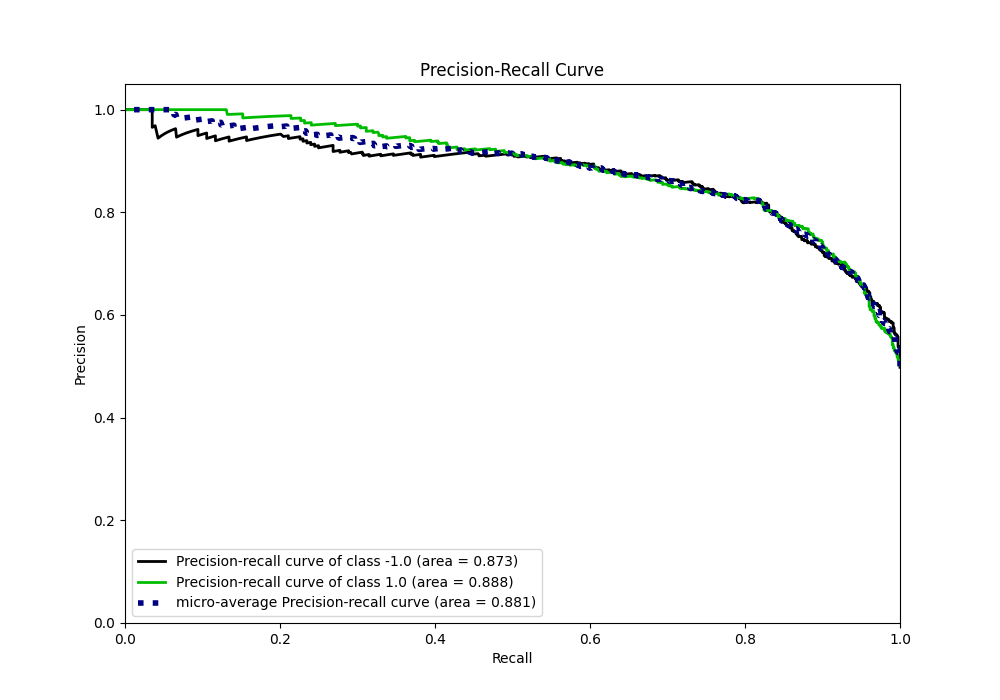 Precision-Recall Curve
1.0
0.8
0.6
0.4
0.2
0.0
Precision
Precision-recall curve of class -1.0 (area = 0.873)
Precision-recall curve of class 1.0 (area = 0.888)
micro-average Precision-recall curve (area = 0.881)
0.0 0.2 0.4 0.6 0.8 1.0
Recall